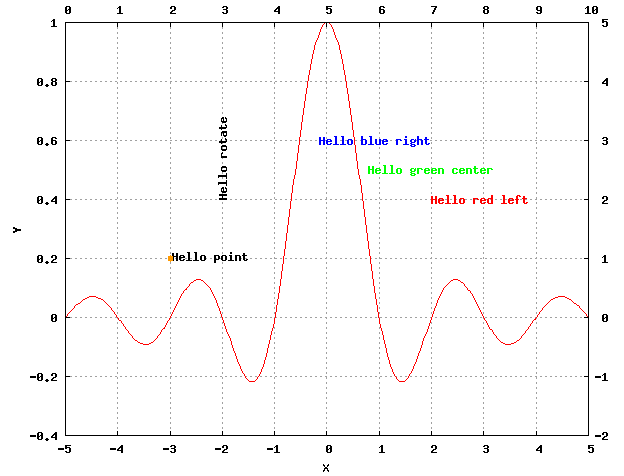 0 1 2 3 4 5 6 7 8 9 10
1 5
0.8 4
Hello rotate
0.6 Hello blue right 3
Hello green center
0.4 Hello red left 2
Y
0.2 Hello point 1
0 0
-0.2 -1
-0.4 -2
-5 -4 -3 -2 -1 0 1 2 3 4 5
X